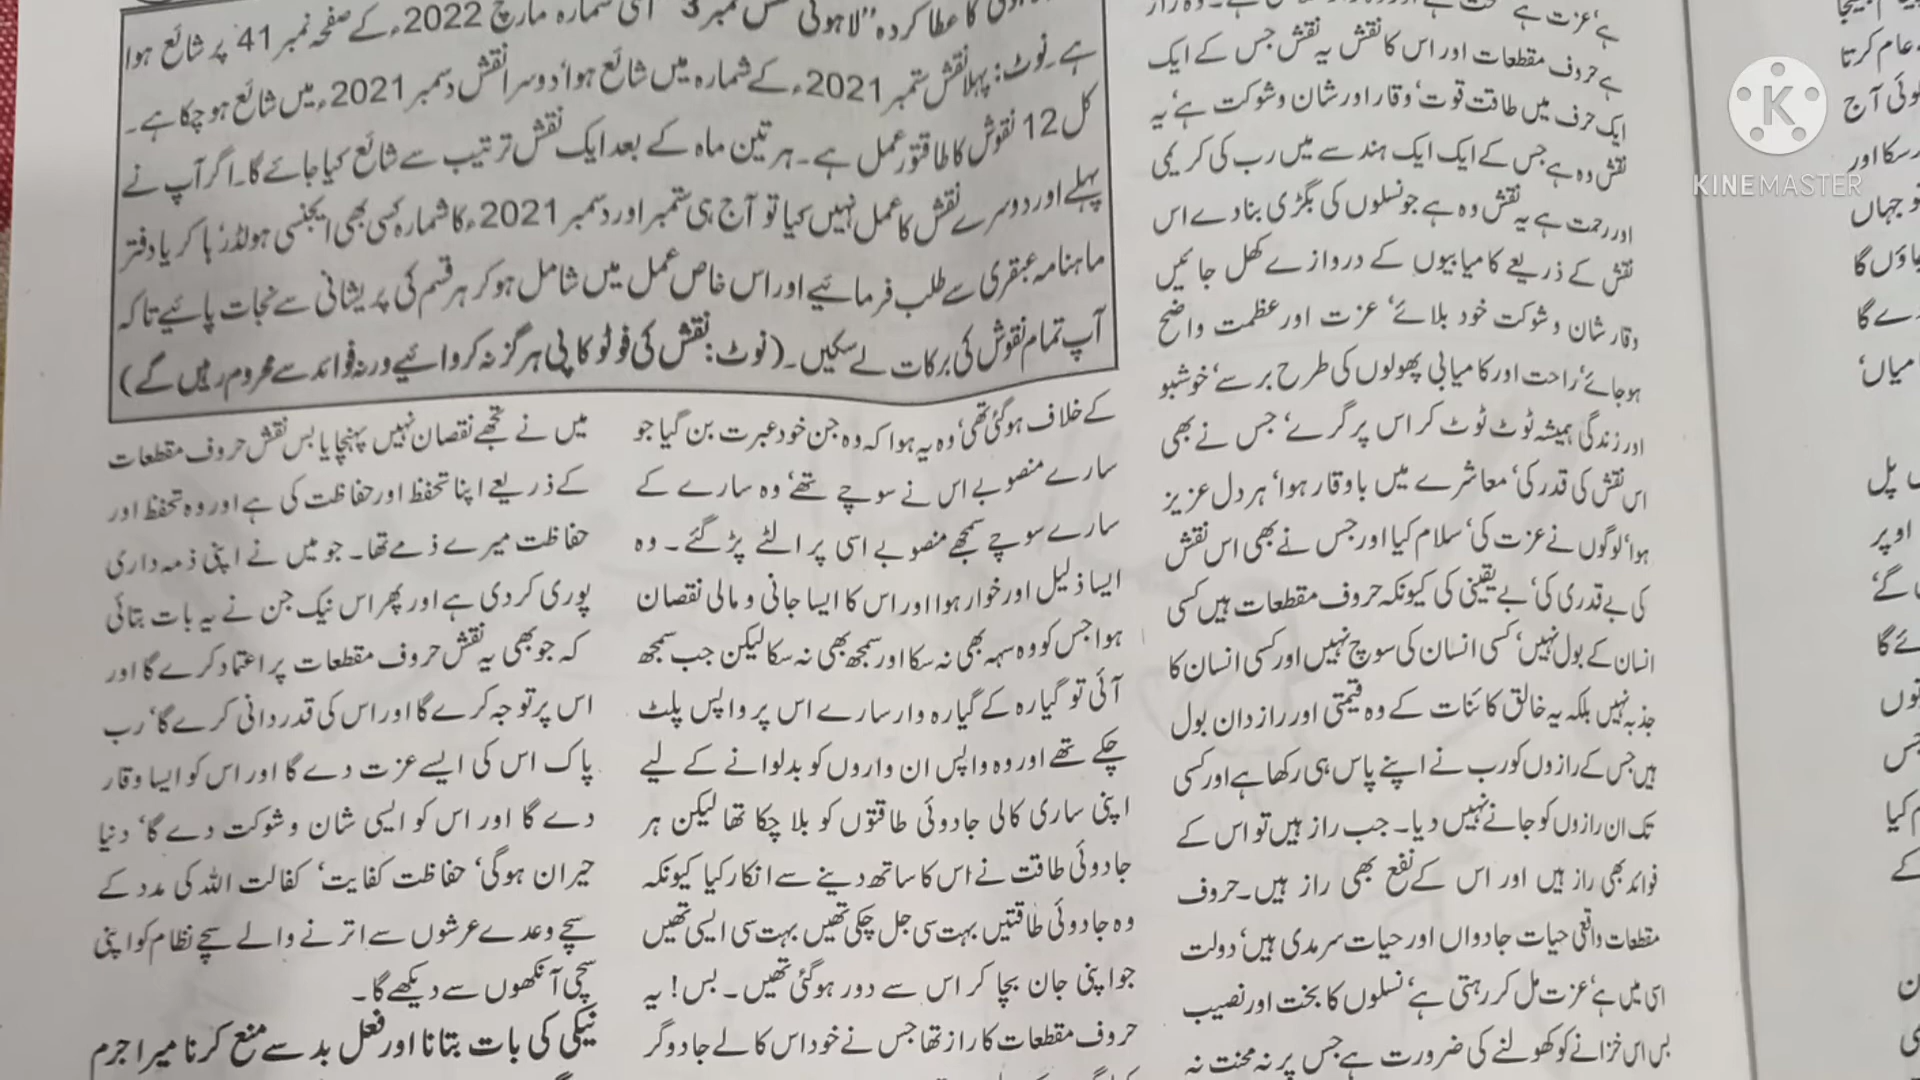 کا عطا کردہ ”لاہوتی نقش نمبر 3“ اسی شمارہ مارچ 2022ء کے صفحہ نمبر 41 پر شائع ہوا
ہے۔ نوٹ: پہلا نقش ستمبر 2021ء کے شمارہ میں شائع ہوا‘ دوسرا نقش دسمبر 2021ء میں شائع ہو چکا ہے۔
کل 12 نقوش کا طاقتور عمل ہے۔ ہر تین ماہ کے بعد ایک نقش ترتیب سے شائع کیا جائے گا۔ اگر آپ نے
پہلے اور دوسرے نقش کا عمل نہیں کیا تو آج ہی ستمبر اور دسمبر 2021ء کا شمارہ کسی بھی ایجنسی ہولڈر‘ ہاکر یا دفتر
ماہنامہ عبقری سے طلب فرمائیے اور اس خاص عمل میں شامل ہو کر ہر قسم کی پریشانی سے نجات پائیے تاکہ
آپ تمام نقوش کی برکات لے سکیں۔ (نوٹ: نقش کی فوٹو کاپی ہرگز نہ کروائیے ورنہ فوائد سے محروم رہیں گے)
ہے حروف مقطعات اور اس کا نقش یہ نقش جس کے ایک
ایک حرف میں طاقت قوت‘ وقار اور شان و شوکت ہے‘ یہ
نقش وہ ہے جس کے ایک ایک ہندسے میں رب کی کریمی
اور رحمت ہے یہ نقش وہ ہے جو نسلوں کی بگڑی بنا دے اس
نقش کے ذریعے کامیابیوں کے دروازے کھل جائیں
وقار شان و شوکت خود بلائے‘ عزت اور عظمت واضح
ہو جائے‘ راحت اور کامیابی پھولوں کی طرح برسے‘ خوشبو
اور زندگی ہمیشہ ٹوٹ ٹوٹ کر اس پر گرے‘ جس نے بھی
اس نقش کی قدر کی‘ معاشرے میں باوقار ہوا‘ ہر دل عزیز
ہوا‘ لوگوں نے عزت کی‘ سلام کیا اور جس نے بھی اس نقش
کی بے قدری کی‘ بے یقینی کی کیونکہ حروف مقطعات ہیں کسی
انسان کے بول نہیں‘ کسی انسان کی سوچ نہیں اور کسی انسان کا
جذبہ نہیں بلکہ یہ خالق کائنات کے وہ قیمتی اور رازدان بول
ہیں جس کے رازوں کو رب نے اپنے پاس ہی رکھا ہے اور کسی
تک ان رازوں کو جانے نہیں دیا۔ جب راز ہیں تو اس کے
فوائد بھی راز ہیں اور اس کے نفع بھی راز ہیں۔ حروف
مقطعات واقعی حیات جاوداں اور حیات سرمدی ہیں‘ دولت
اسی میں ہے‘ عزت مل کر رہتی ہے‘ نسلوں کا بخت اور نصیب
بس اس خزانے کو کھولنے کی ضرورت ہے جس پر نہ محنت نہ
کے خلاف ہو گئی تھی‘ وہ یہ ہوا کہ وہ جن خود عبرت بن گیا جو
سارے منصوبے اس نے سوچے تھے‘ وہ سارے کے
سارے سوچے سمجھے منصوبے اسی پر الٹے پڑ گئے۔ وہ
ایسا ذلیل اور خوار ہوا اور اس کا ایسا جانی و مالی نقصان
ہوا جس کو وہ سہہ بھی نہ سکا اور سمجھ بھی نہ سکا لیکن جب سمجھ
آئی تو گیارہ کے گیارہ وار سارے اس پر واپس پلٹ
چکے تھے اور وہ واپس ان واروں کو بدلوانے کے لیے
اپنی ساری کالی جادوئی طاقتوں کو بلا چکا تھا لیکن ہر
جادوئی طاقت نے اس کا ساتھ دینے سے انکار کیا کیونکہ
وہ جادوئی طاقتیں بہت سی جل چکی تھیں بہت سی ایسی تھیں
جو اپنی جان بچا کر اس سے دور ہو گئی تھیں۔ بس! یہ
حروف مقطعات کا راز تھا جس نے خود اس کالے جادوگر
میں نے تجھے نقصان نہیں پہنچایا بس نقش حروف مقطعات
کے ذریعے اپنا تحفظ اور حفاظت کی ہے اور وہ تحفظ اور
حفاظت میرے ذمے تھا۔ جو میں نے اپنی ذمہ داری
پوری کر دی ہے اور پھر اس نیک جن نے یہ بات بتائی
کہ جو بھی یہ نقش حروف مقطعات پر اعتماد کرے گا اور
اس پر توجہ کرے گا اور اس کی قدردانی کرے گا‘ رب
پاک اس کی ایسے عزت دے گا اور اس کو ایسا وقار
دے گا اور اس کو ایسی شان و شوکت دے گا‘ دنیا
حیران ہوگی‘ حفاظت کفایت‘ کفالت اللہ کی مدد کے
سچے وعدے عرشوں سے اترنے والے سچے نظام کو اپنی
سچی آنکھوں سے دیکھے گا۔
نیکی کی بات بتانا اور فعل بد سے منع کرنا میرا جرم
عام کرتا
آج
سکا اور
جہاں
جاؤں گا
میاں‘
پل
اوپر
کیا
کے
KINEMASTER